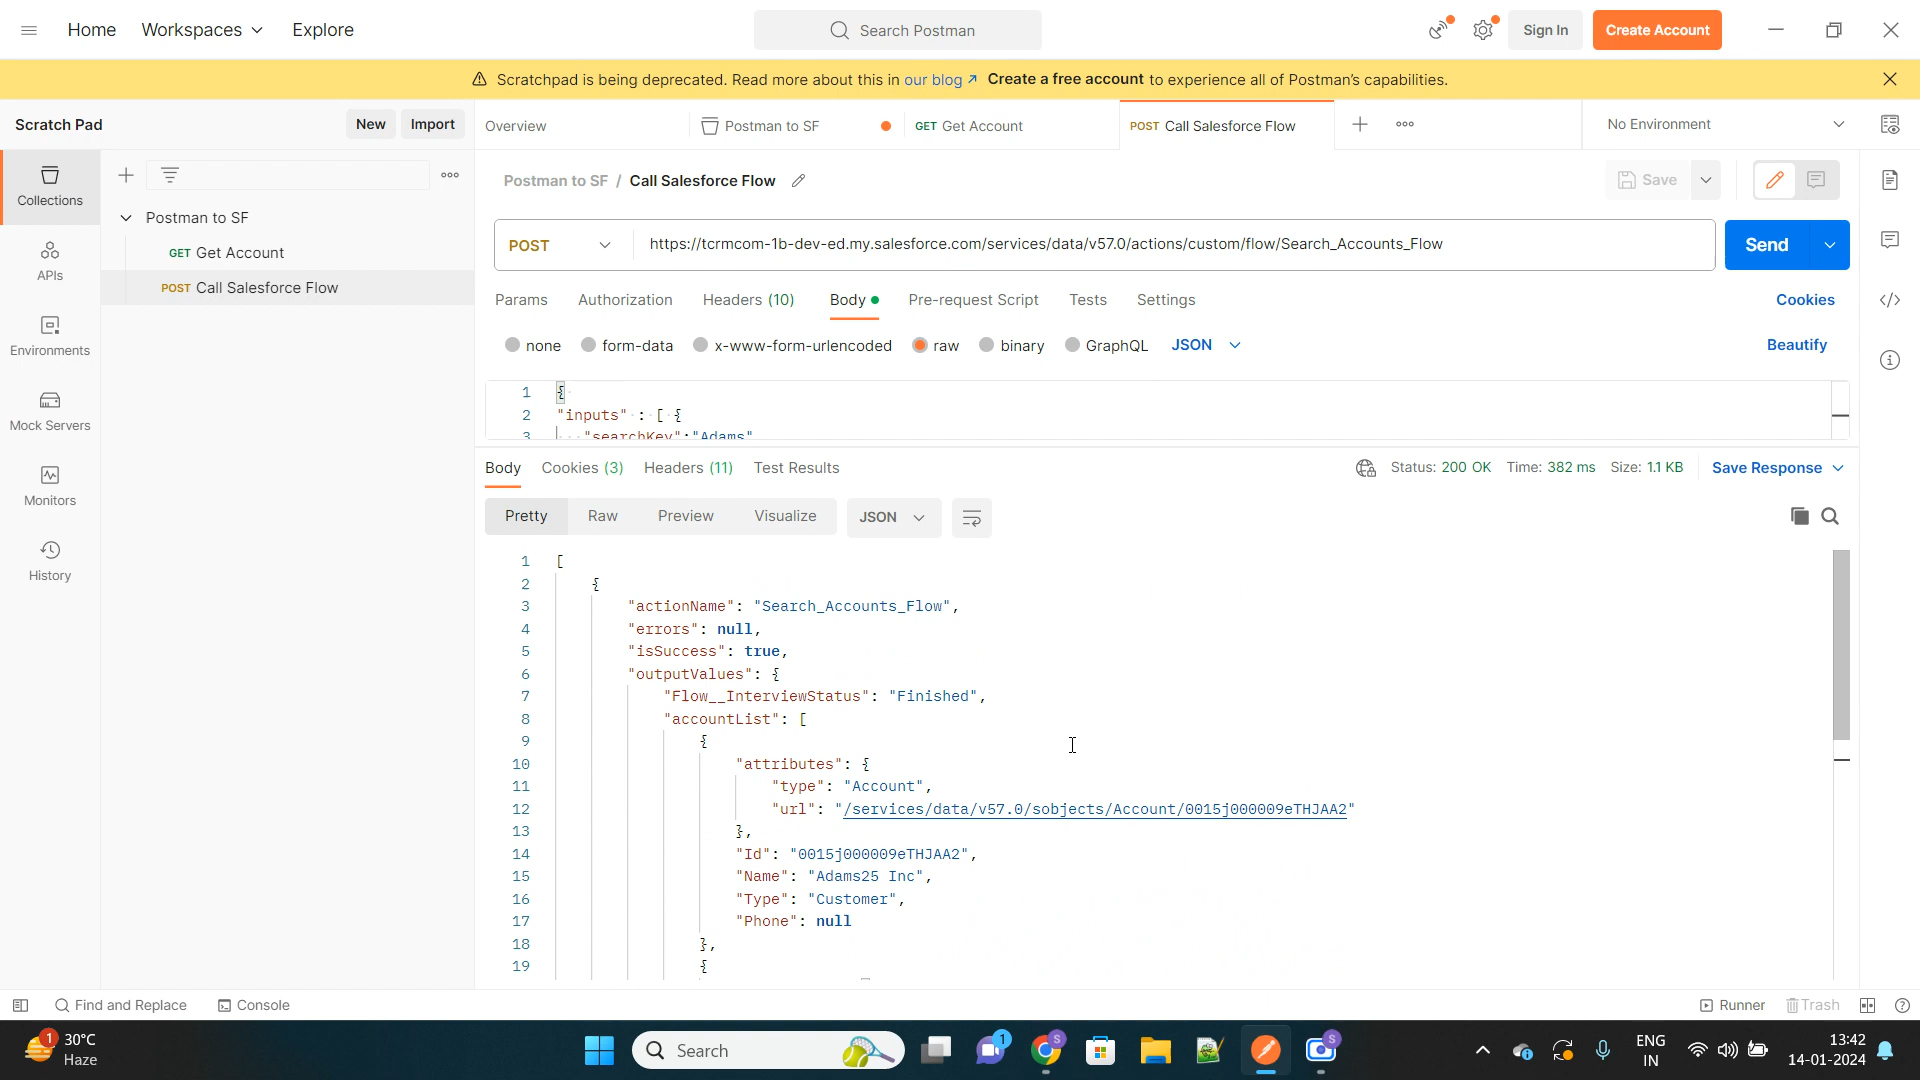 Home Workspaces Explore Search Postman Sign In Create Account
Scratchpad is being deprecated. Read more about this in our blog ↗ Create a free account to experience all of Postman's capabilities.
Scratch Pad New Import Overview Postman to SF GET Get Account POST Call Salesforce Flow No Environment
Collections
APIs
Environments
Mock Servers
Monitors
History
Postman to SF
GET Get Account
POST Call Salesforce Flow
Postman to SF / Call Salesforce Flow Save
POST https://tcrmcom-1b-dev-ed.my.salesforce.com/services/data/v57.0/actions/custom/flow/Search_Accounts_Flow Send
Params Authorization Headers (10) Body Pre-request Script Tests Settings Cookies
none form-data x-www-form-urlencoded raw binary GraphQL JSON Beautify
1 {
2 "inputs" : [ {
3 "searchKey":"Adams"
Body Cookies (3) Headers (11) Test Results Status: 200 OK Time: 382 ms Size: 1.1 KB Save Response
Pretty Raw Preview Visualize JSON
1 [
2 {
3 "actionName": "Search_Accounts_Flow",
4 "errors": null,
5 "isSuccess": true,
6 "outputValues": {
7 "Flow__InterviewStatus": "Finished",
8 "accountList": [
9 {
10 "attributes": {
11 "type": "Account",
12 "url": "/services/data/v57.0/sobjects/Account/0015j000009eTHJAA2"
13 },
14 "Id": "0015j000009eTHJAA2",
15 "Name": "Adams25 Inc",
16 "Type": "Customer",
17 "Phone": null
18 },
19 {
Find and Replace Console Runner Trash
1 30°C
Haze
Search
1
S
S
ENG
IN
13:42
14-01-2024